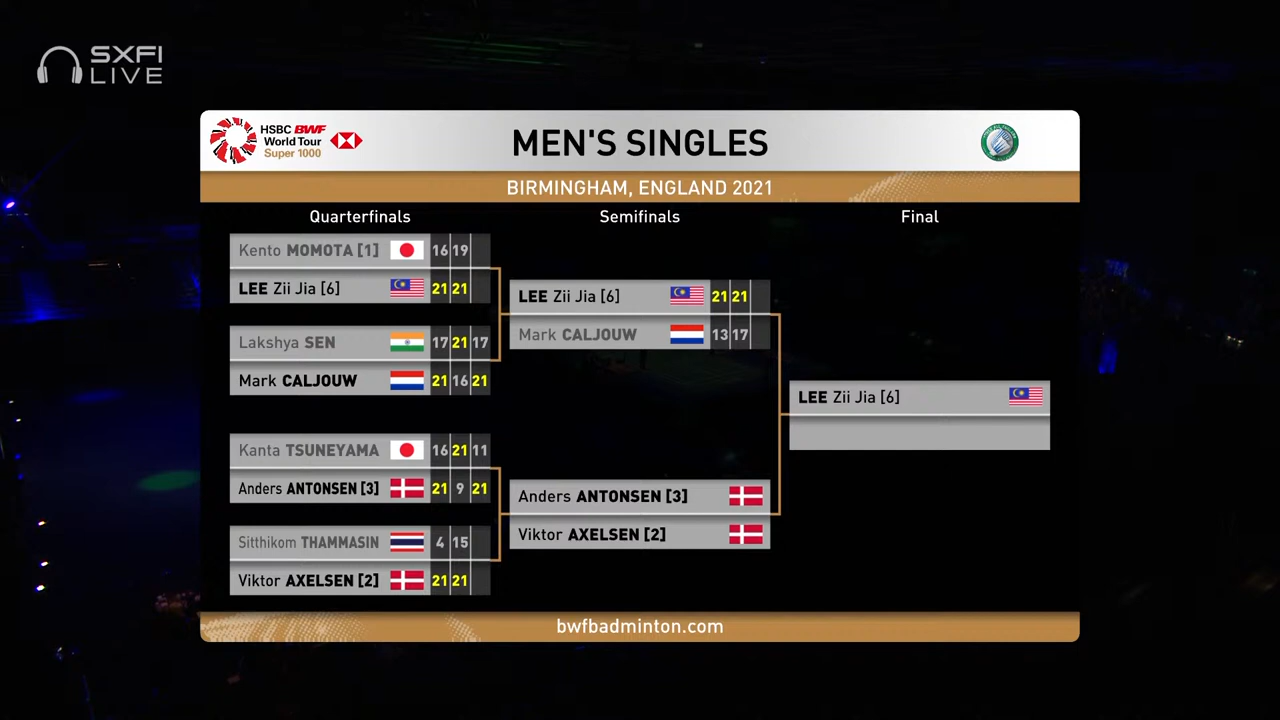 SXFI
LIVE
HSBC BWF
World Tour
Super 1000
MEN'S SINGLES
BIRMINGHAM, ENGLAND 2021
Quarterfinals
Semifinals
Final
Kento MOMOTA [1] 16 19
LEE Zii Jia [6] 21 21
Lakshya SEN 17 21 17
Mark CALJOUW 21 16 21
Kanta TSUNEYAMA 16 21 11
Anders ANTONSEN [3] 21 9 21
Sitthikom THAMMASIN 4 15
Viktor AXELSEN [2] 21 21
LEE Zii Jia [6] 21 21
Mark CALJOUW 13 17
Anders ANTONSEN [3]
Viktor AXELSEN [2]
LEE Zii Jia [6]
bwfbadminton.com